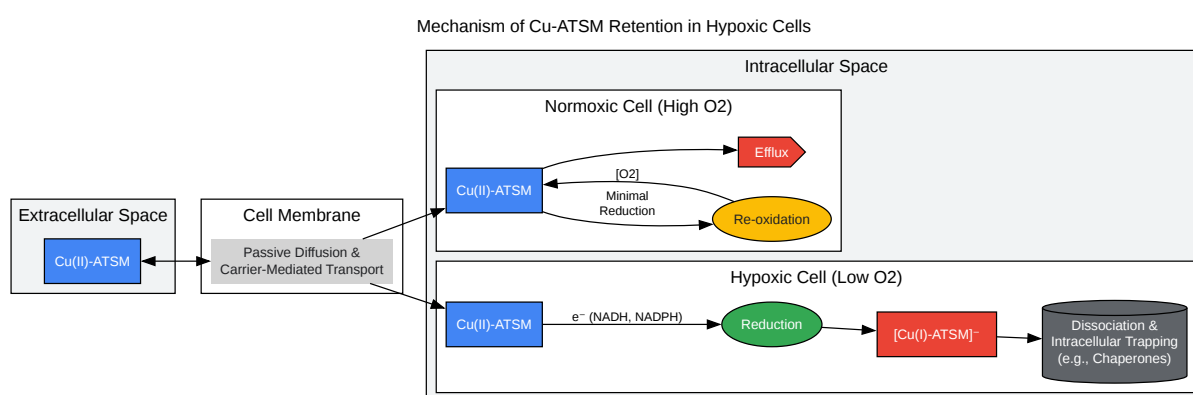 Mechanism of Cu-ATSM Retention in Hypoxic Cells
Intracellular Space
Normoxic Cell (High O2)
Efflux
Cu(II)-ATSM
[O2]
Minimal
Reduction
Re-oxidation
Extracellular Space
Cu(II)-ATSM
Cell Membrane
Passive Diffusion &
Carrier-Mediated Transport
Hypoxic Cell (Low O2)
Cu(II)-ATSM
e⁻ (NADH, NADPH)
Reduction
[Cu(I)-ATSM]⁻
Dissociation &
Intracellular Trapping
(e.g., Chaperones)